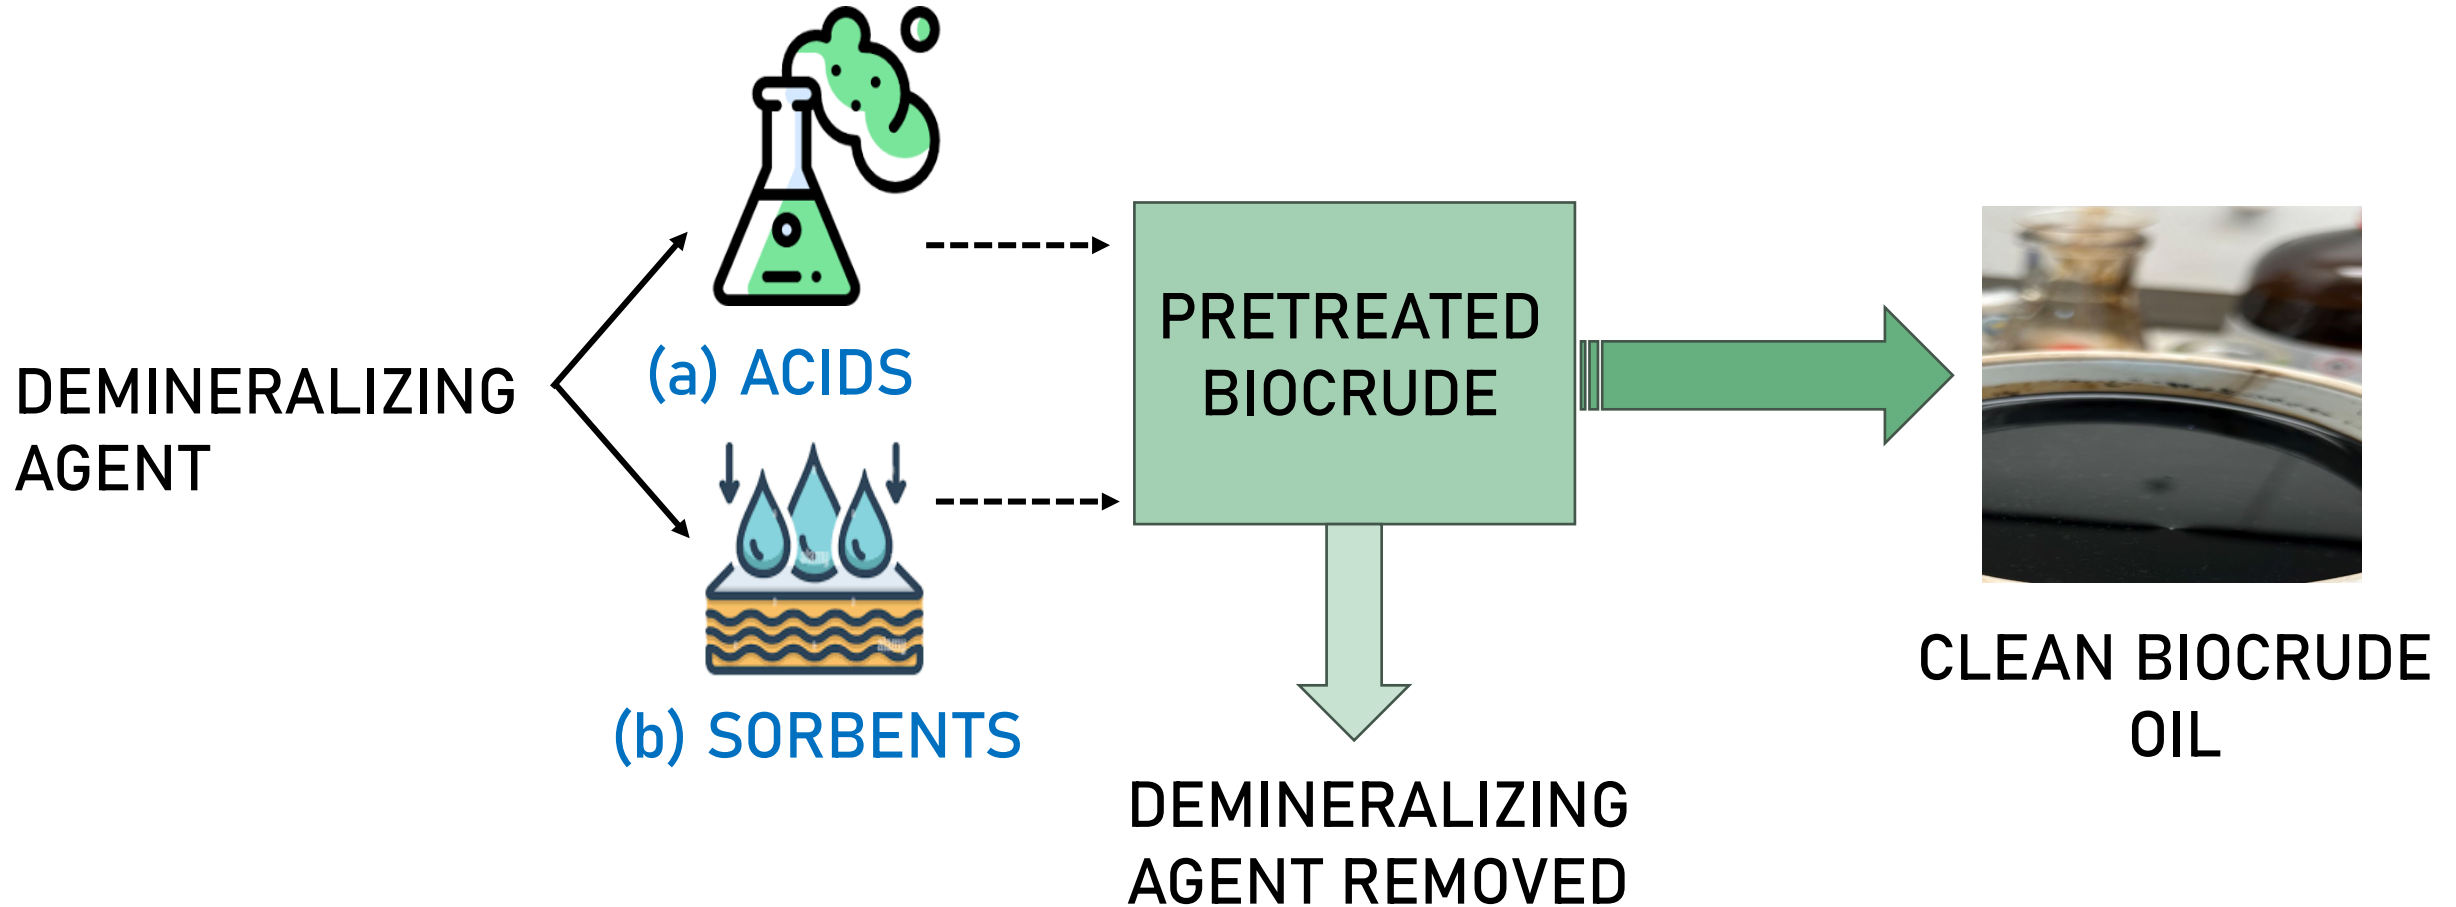 DEMINERALIZING
AGENT
(a) ACIDS
(b) SORBENTS
PRETREATED
BIOCRUDE
DEMINERALIZING
AGENT REMOVED
CLEAN BIOCRUDE
OIL